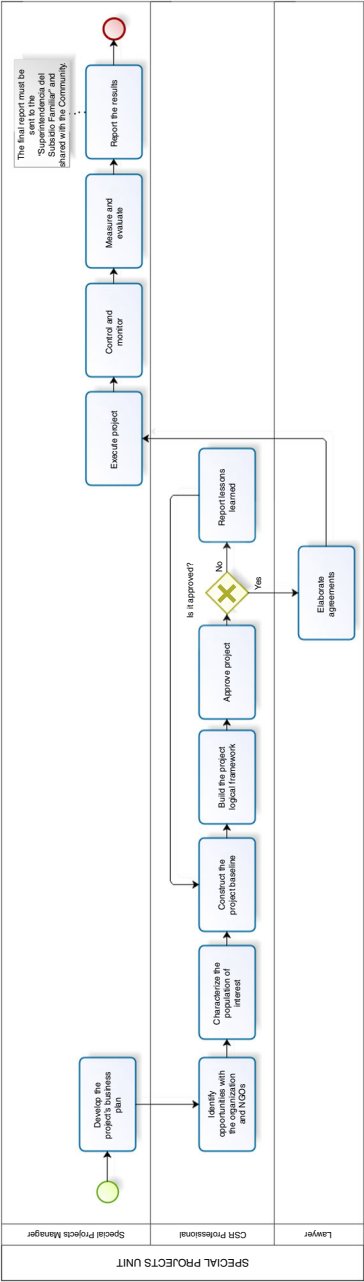 SPECIAL PROJECTS UNIT
Special Projects Manager
CSR Professional
Lawyer
Develop the
project's business
plan
Identify
opportunities with
the organization
and NGOs
Characterize the
population of
interest
Construct the
project baseline
Build the project
logical framework
Approve project
Is it approved?
No
Yes
Report lessons
learned
Elaborate
agreements
Execute project
Control and
monitor
Measure and
evaluate
Report the results
The final report must be
sent to the
"Superintendencia del
Subsidio Familiar" and
shared with the Community.